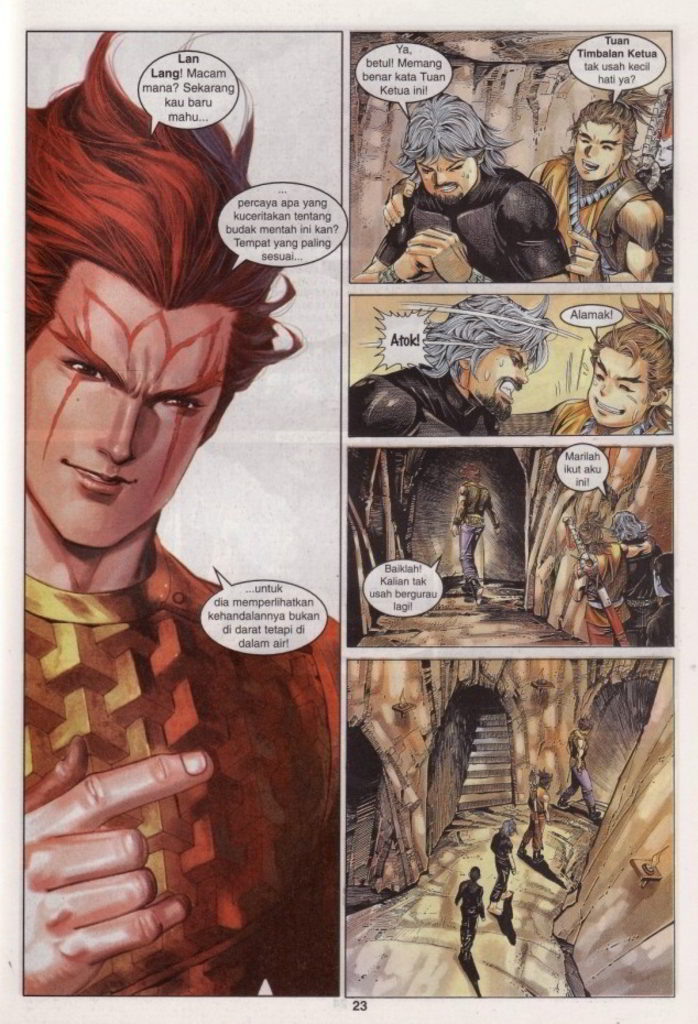 Lan
Lang! Macam
mana? Sekarang
kau baru
mahu...
...
percaya apa yang
kuceritakan tentang
budak mentah ini kan?
Tempat yang paling
sesuai...
...untuk
dia memperlihatkan
kehandalannya bukan
di darat tetapi di
dalam air!
Ya,
betul! Memang
benar kata Tuan
Ketua ini!
Tuan
Timbalan Ketua
tak usah kecil
hati ya?
Atok!
Alamak!
Marilah
ikut aku
ini!
Baiklah!
Kalian tak
usah bergurau
lagi!
23